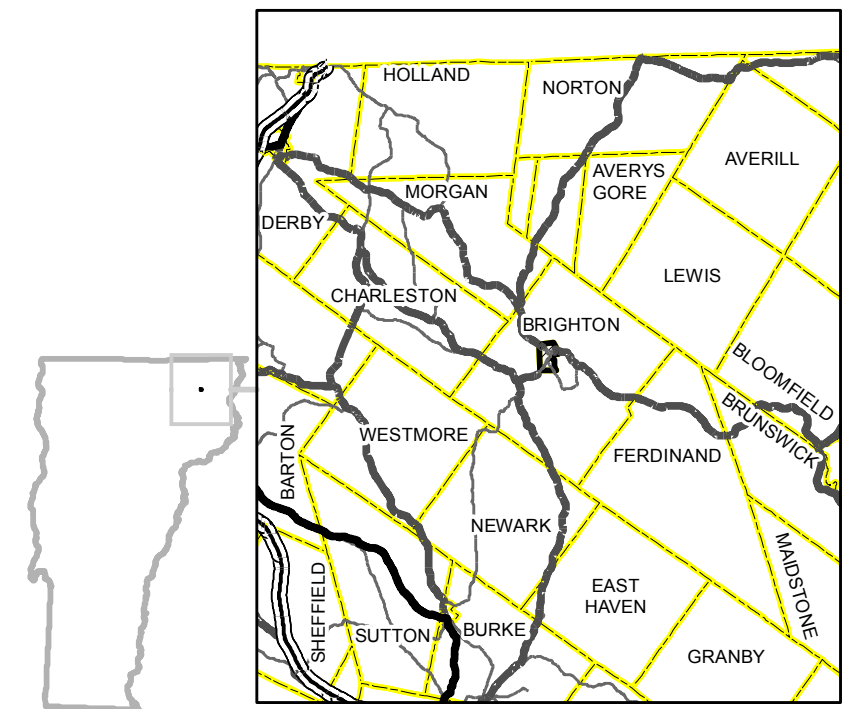 HOLLAND
NORTON
AVERILL
AVERYS
GORE
MORGAN
DERBY
LEWIS
CHARLESTON
BRIGHTON
BLOOMFIELD
BRUNSWICK
WESTMORE
BARTON
FERDINAND
NEWARK
MAIDSTONE
EAST
HAVEN
SHEFFIELD
SUTTON
BURKE
GRANBY